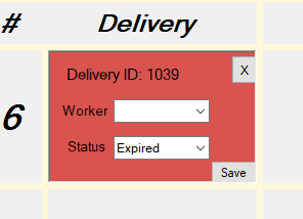 # Delivery
Delivery ID: 1039 X
6
Worker
Status Expired
Save